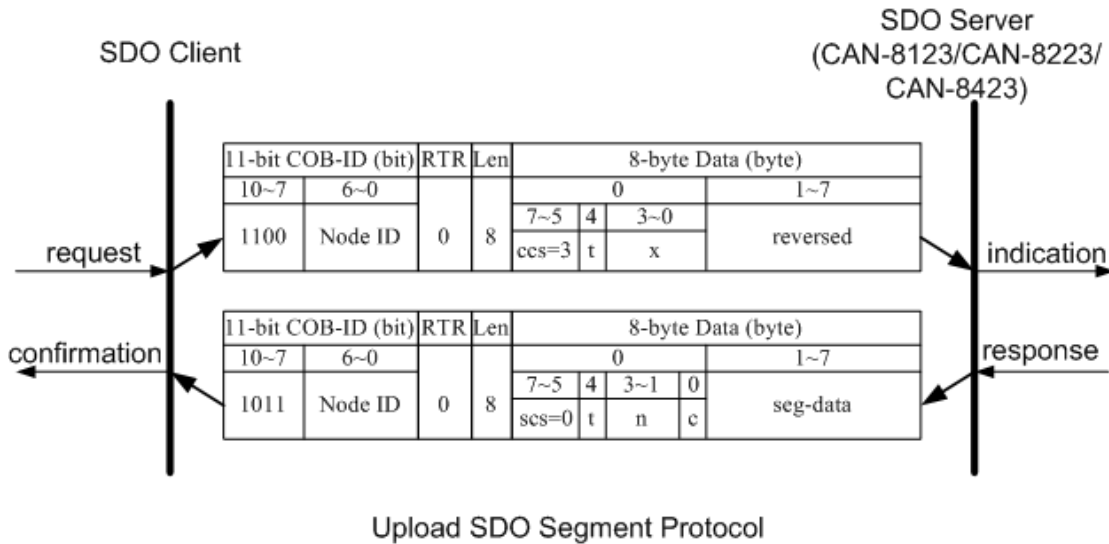 SDO Client
SDO Server
(CAN-8123/CAN-8223/
CAN-8423)
11-bit COB-ID (bit) RTR Len 8-byte Data (byte)
10~7 6~0 0 1~7
7~5 4 3~0
1100 Node ID 0 8 reversed
ccs=3 t x
request
indication
11-bit COB-ID (bit) RTR Len 8-byte Data (byte)
10~7 6~0 0 1~7
confirmation
response
7~5 4 3~1 0
1011 Node ID 0 8 seg-data
scs=0 t n c
Upload SDO Segment Protocol